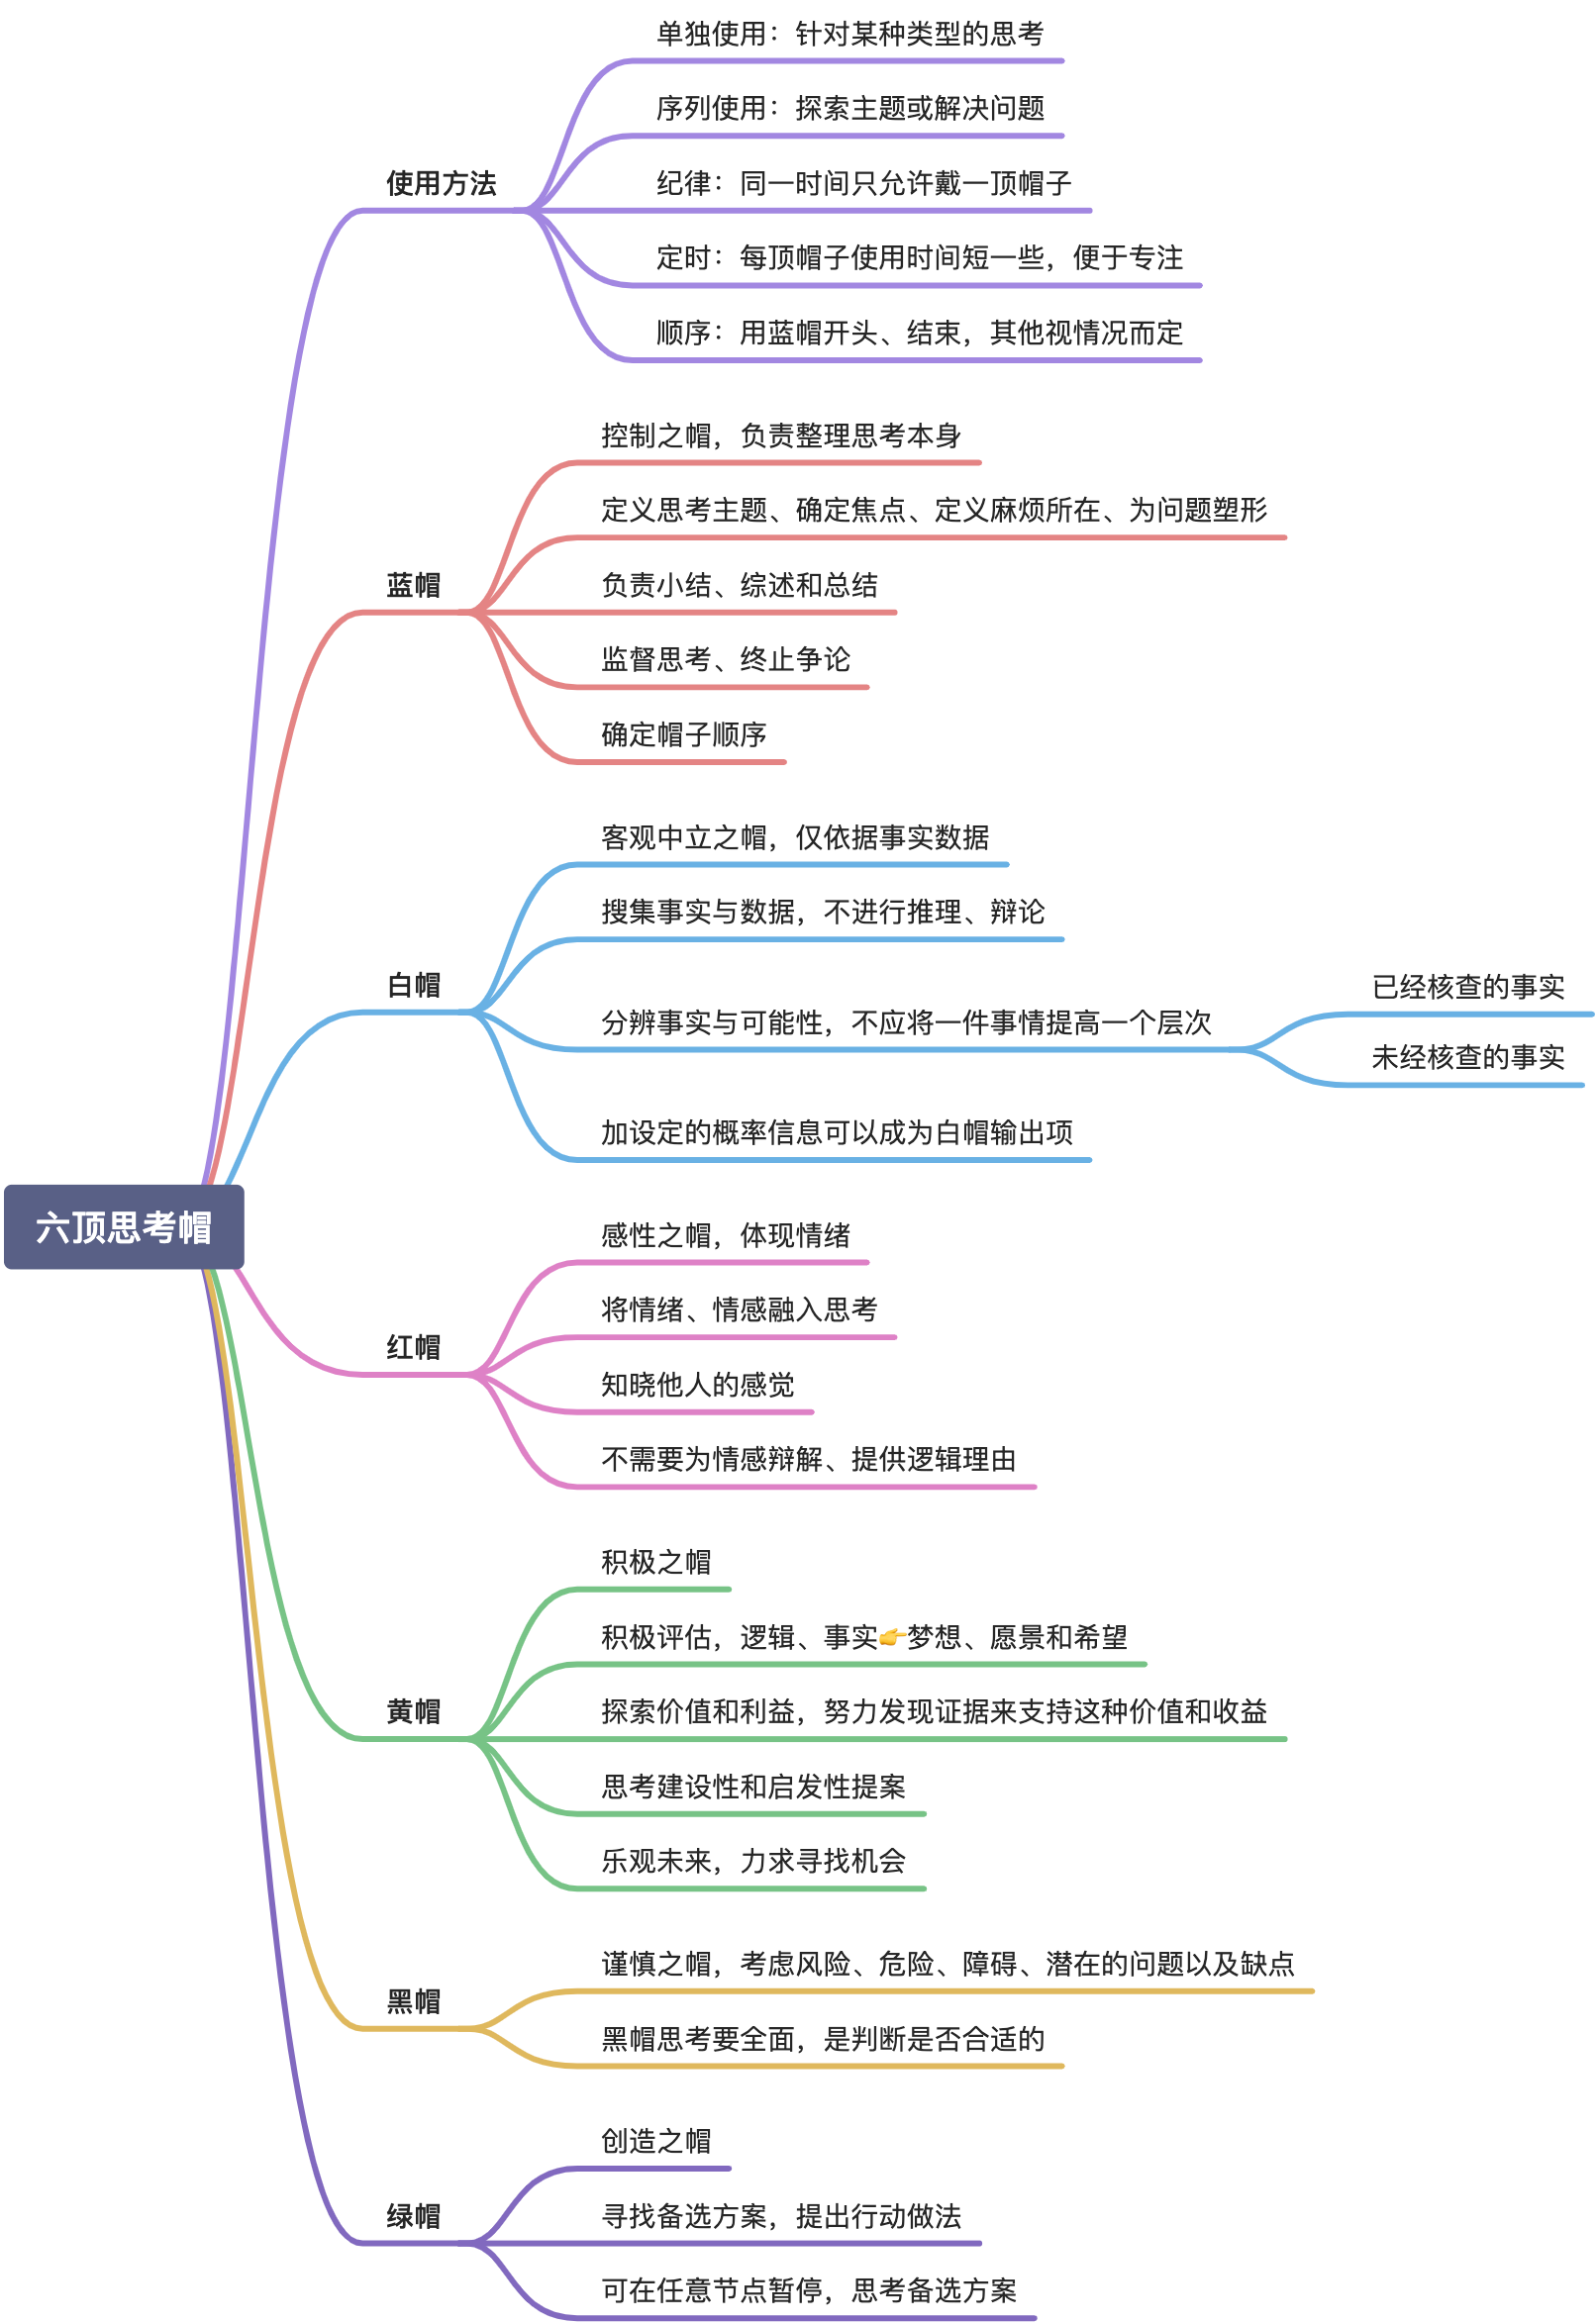 六顶思考帽
使用方法
单独使用：针对某种类型的思考
序列使用：探索主题或解决问题
纪律：同一时间只允许戴一顶帽子
定时：每顶帽子使用时间短一些，便于专注
顺序：用蓝帽开头、结束，其他视情况而定
蓝帽
控制之帽，负责整理思考本身
定义思考主题、确定焦点、定义麻烦所在、为问题塑形
负责小结、综述和总结
监督思考、终止争论
确定帽子顺序
白帽
客观中立之帽，仅依据事实数据
搜集事实与数据，不进行推理、辩论
分辨事实与可能性，不应将一件事情提高一个层次
已经核查的事实
未经核查的事实
加设定的概率信息可以成为白帽输出项
红帽
感性之帽，体现情绪
将情绪、情感融入思考
知晓他人的感觉
不需要为情感辩解、提供逻辑理由
黄帽
积极之帽
积极评估，逻辑、事实👉梦想、愿景和希望
探索价值和利益，努力发现证据来支持这种价值和收益
思考建设性和启发性提案
乐观未来，力求寻找机会
黑帽
谨慎之帽，考虑风险、危险、障碍、潜在的问题以及缺点
黑帽思考要全面，是判断是否合适的
绿帽
创造之帽
寻找备选方案，提出行动做法
可在任意节点暂停，思考备选方案